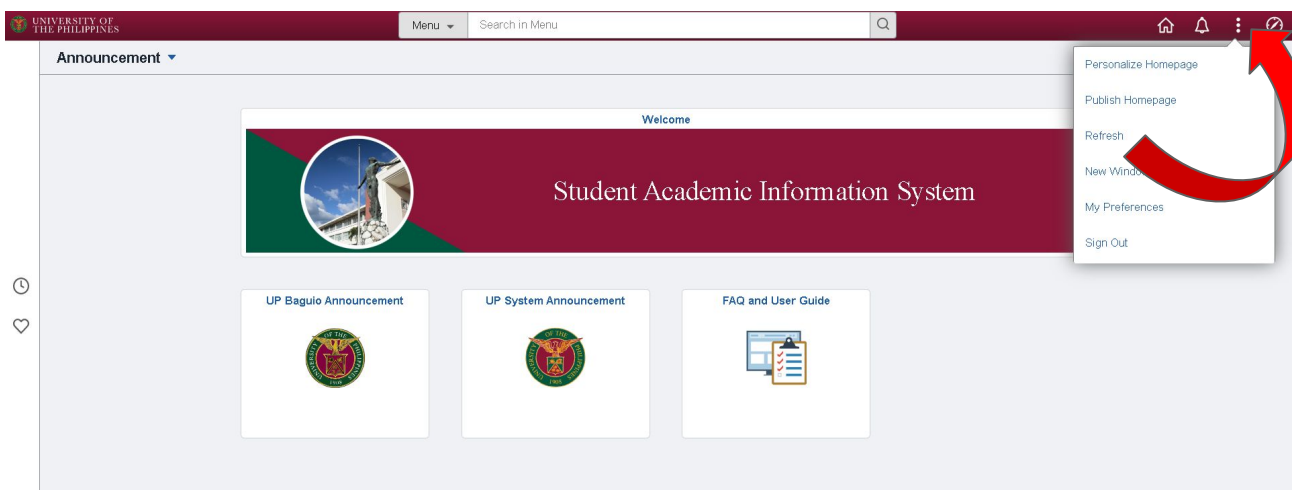 UNIVERSITY OF
THE PHILIPPINES
Menu
Search in Menu
Announcement
Personalize Homepage
Publish Homepage
Refresh
New
My Preferences
Sign Out
Welcome
Student Academic Information System
UP Baguio Announcement
UP System Announcement
FAQ and User Guide